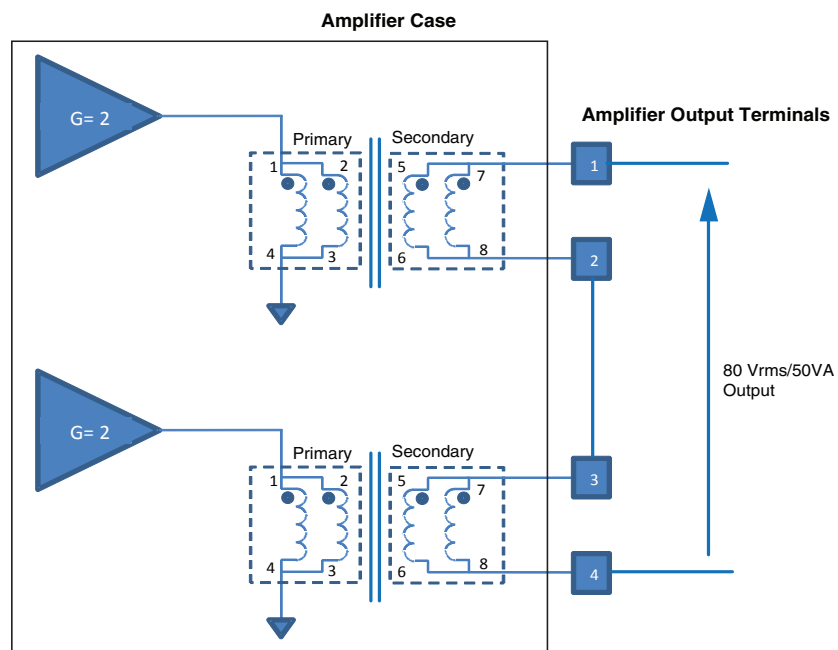 Amplifier Case
G= 2
Amplifier Output Terminals
Primary
Secondary
1
2
5
7
1
4
3
6
8
2
80 Vrms/50VA
Output
G= 2
Primary
Secondary
1
2
5
7
3
4
3
6
8
4